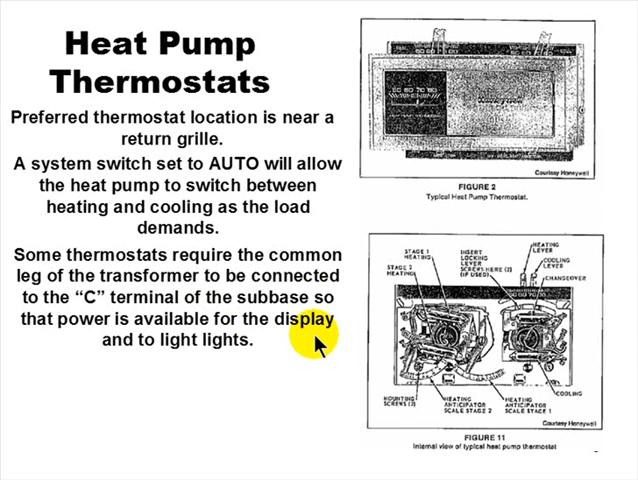 Heat Pump
Thermostats
Preferred thermostat location is near a
return grille.
A system switch set to AUTO will allow
the heat pump to switch between
heating and cooling as the load
demands.
Some thermostats require the common
leg of the transformer to be connected
to the “C” terminal of the subbase so
that power is available for the display
and to light lights.
Courtesy Honeywell
FIGURE 2
Typical Heat Pump Thermostat.
STAGE 1
HEATING
STAGE 2
HEATING
INSERT
LOCKING
LEVER
SCREWS HERE (2)
(IF USED)
HEATING
LEVER
COOLING
LEVER
CHANGEOVER
MOUNTING
SCREWS (3)
HEATING
ANTICIPATOR
SCALE STAGE 2
HEATING
ANTICIPATOR
SCALE STAGE 1
COOLING
Courtesy Honeywell
FIGURE 11
Internal view of typical heat pump thermostat